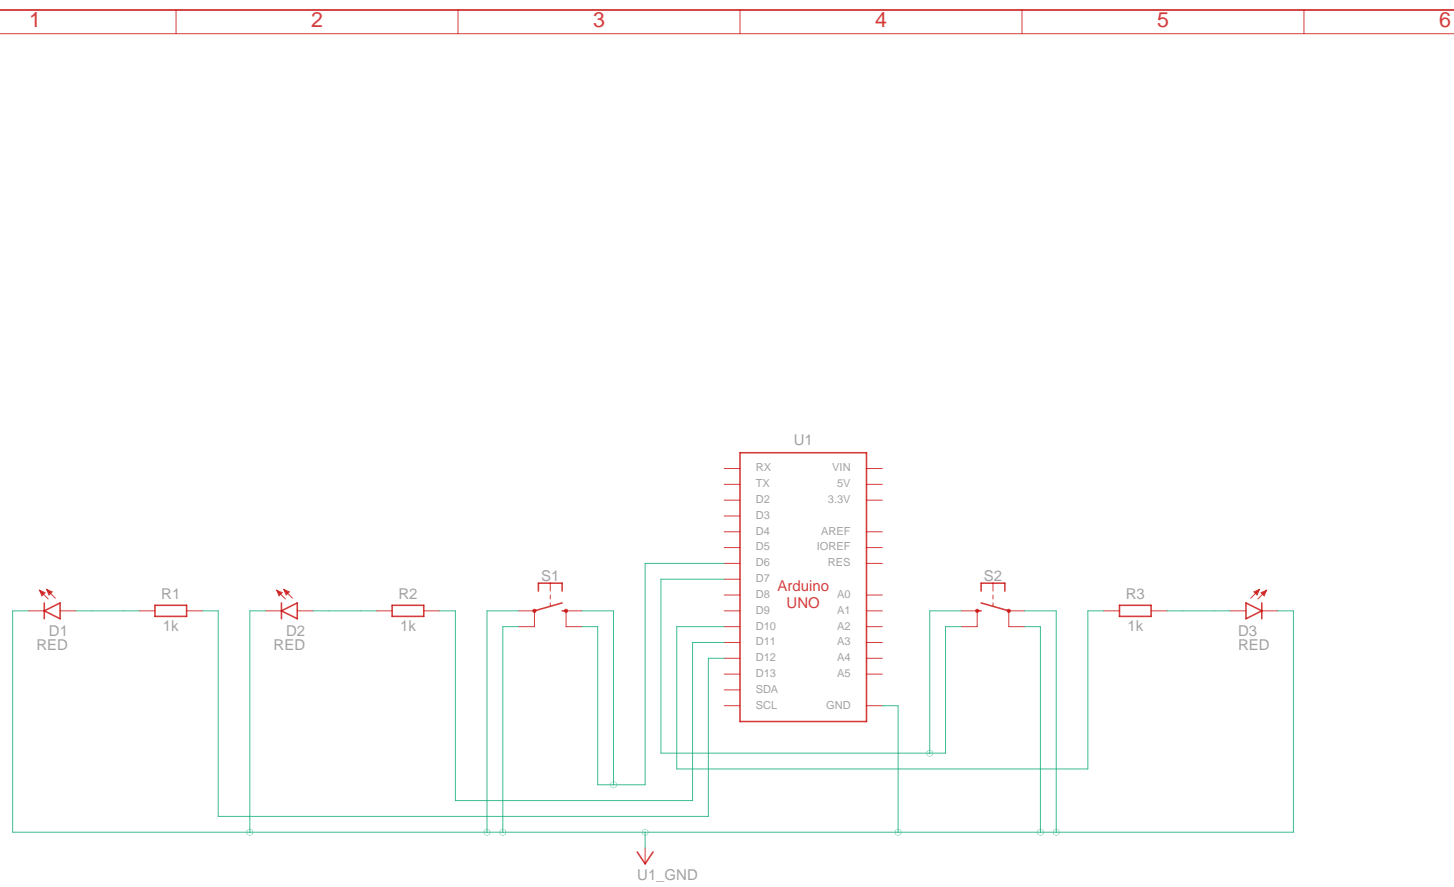 1 2 3 4 5 6
U1
RX VIN
TX 5V
D2 3.3V
D3
D4 AREF
D5 IOREF
D6 RES
D7
Arduino
UNO
D8 A0
D9 A1
D10 A2
D11 A3
D12 A4
D13 A5
SDA
SCL GND
S1
S2
R1
1k
R2
1k
R3
1k
D1
RED
D2
RED
D3
RED
U1_GND